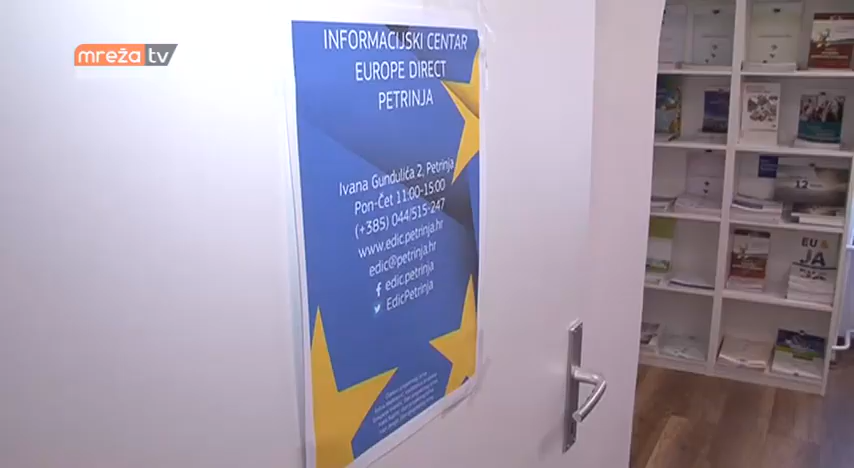 mreža tv
INFORMACIJSKI CENTAR
EUROPE DIRECT
PETRINJA
Ivana Gundulića 2, Petrinja
Pon-Čet 11:00-15:00
(+385) 044/515-247
www.edic.petrinja.hr
edic@petrinja.hr
edic.petrinja
EdicPetrinja
12
EU &
JA